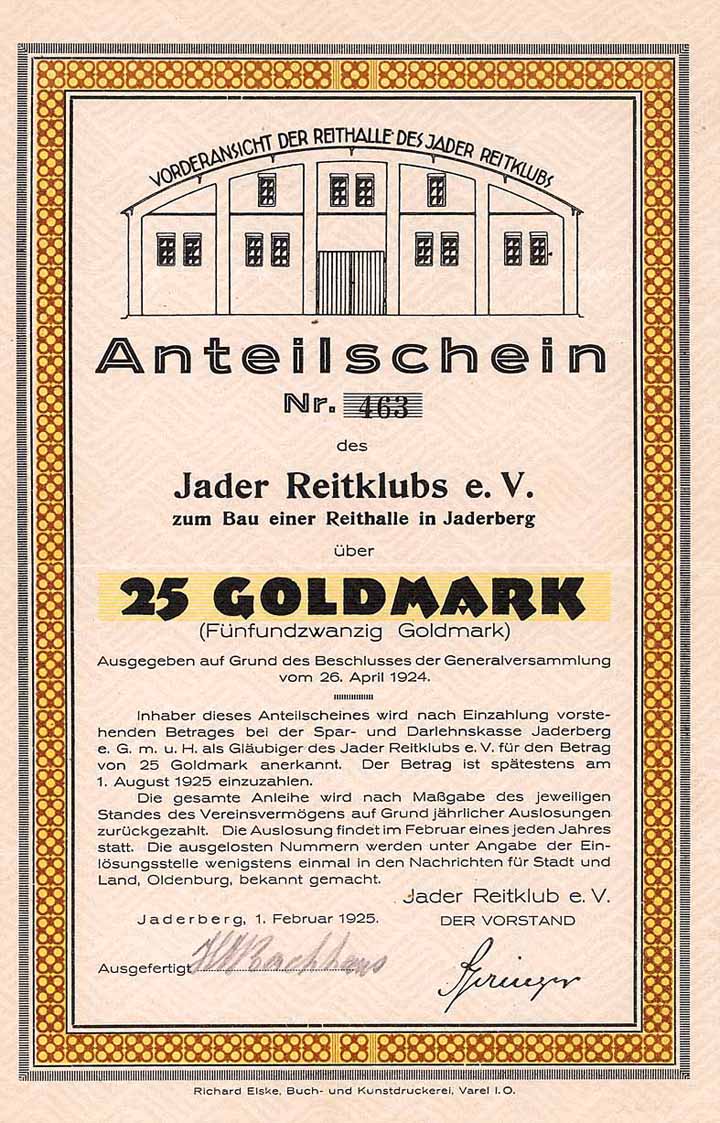 VORDERANSICHT DER REITHALLE DES JADER REITKLUBS
Anteilschein
Nr. 463
des
Jader Reitklubs e. V.
zum Bau einer Reithalle in Jaderberg
über
25 GOLDMARK
(Fünfundzwanzig Goldmark)
Ausgegeben auf Grund des Beschlusses der Generalversammlung
vom 26. April 1924.
Inhaber dieses Anteilscheines wird nach Einzahlung vorste-
henden Betrages bei der Spar- und Darlehnskasse Jaderberg
e. G. m. u. H. als Gläubiger des Jader Reitklubs e. V. für den Betrag
von 25 Goldmark anerkannt. Der Betrag ist spätestens am
1. August 1925 einzuzahlen.
Die gesamte Anleihe wird nach Maßgabe des jeweiligen
Standes des Vereinsvermögens auf Grund jährlicher Auslosungen
zurückgezahlt. Die Auslosung findet im Februar eines jeden Jahres
statt. Die ausgelosten Nummern werden unter Angabe der Ein-
lösungsstelle wenigstens einmal in den Nachrichten für Stadt und
Land, Oldenburg, bekannt gemacht.
Jader Reitklub e. V.
Jaderberg, 1. Februar 1925.
DER VORSTAND
Ausgefertigt
Richard Elske, Buch- und Kunstdruckerei, Varel I. O.